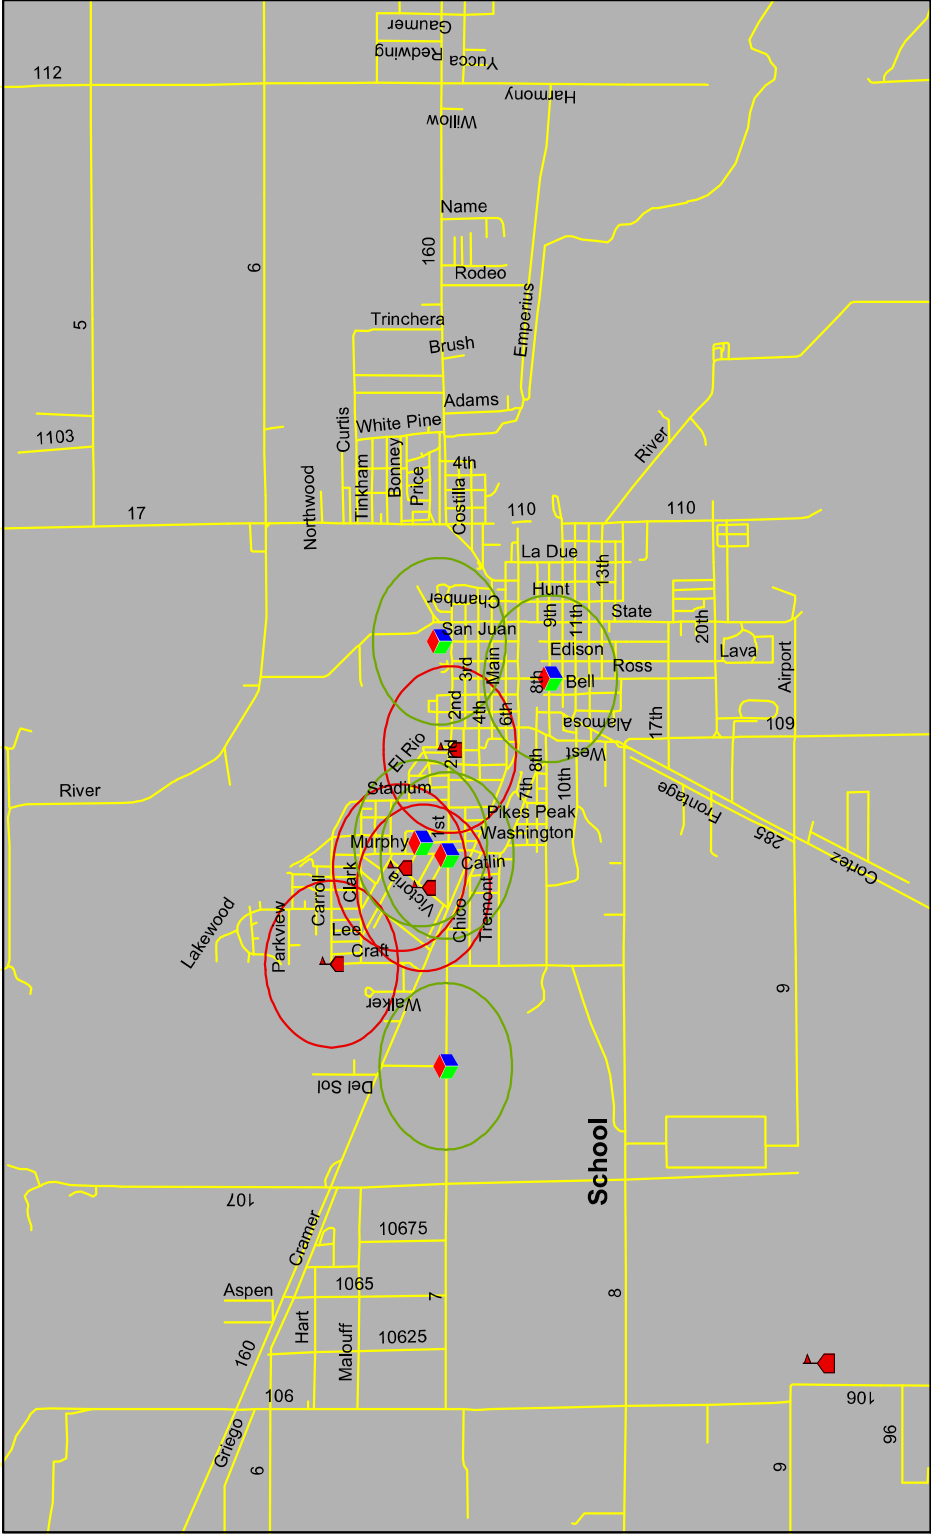 Gaumer
Redwing
Yucca
112
Harmony
Willow
Name
160
6
Rodeo
5
Trinchera
Emperius
Brush
Adams
Curtis
White Pine
1103
River
Tinkham
Bonney
Price
4th
Costilla
Northwood
17
110
110
La Due
13th
Hunt
Chamber
9th
11th
State
20th
San Juan
Main
Edison
Lava
3rd
Ross
Airport
8th
Bell
2nd
4th
6th
Alamosa
17th
109
El Rio
2nd
West
8th
7th
10th
Stadium
River
Frontage
Pikes Peak
1st
Washington
285
Murphy
Catlin
Cortez
Clark
Victoria
Carroll
Chico
Tremont
Lakewood
Parkview
Lee
Craft
Walker
9
Del Sol
School
107
Cramer
10675
Aspen
1065
7
8
Hart
Malouff
10625
160
106
106
Griego
96
6
9